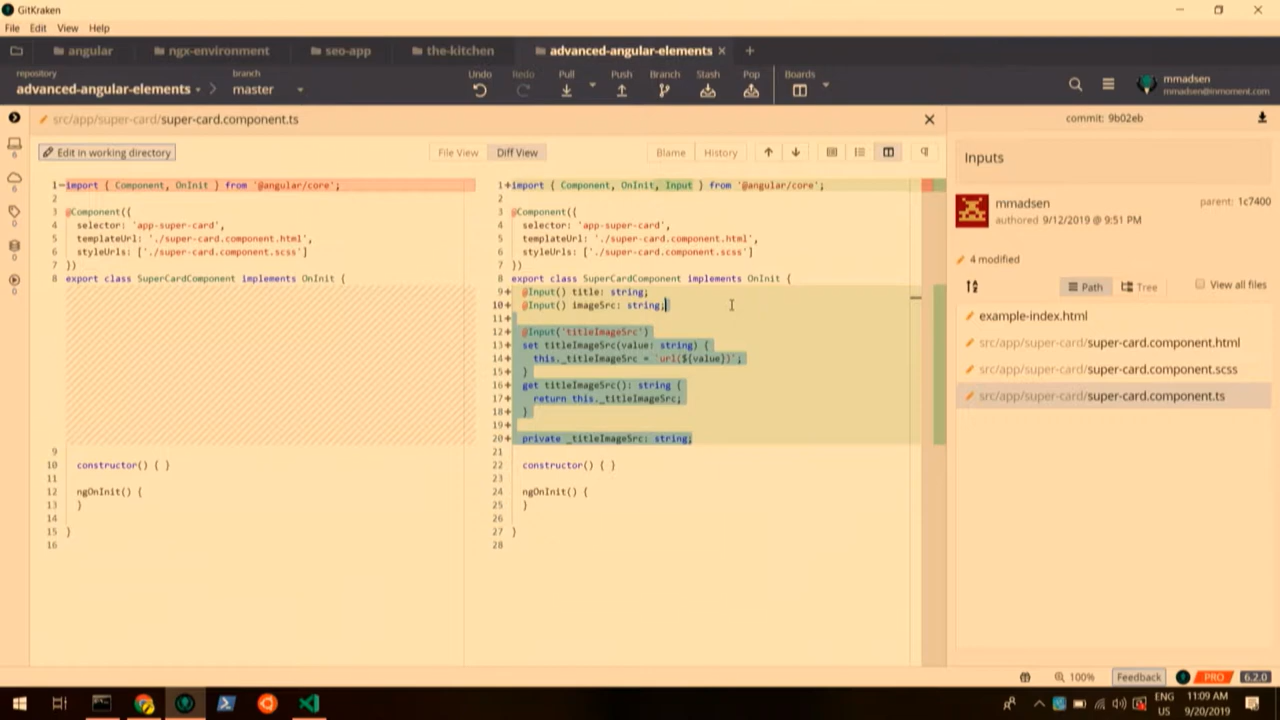 GitKraken
File Edit View Help
angular ngx-environment seo-app the-kitchen advanced-angular-elements
repository branch Undo Redo Pull Push Branch Stash Pop Boards mmadsen
advanced-angular-elements master mmadsen@inmoment.com
src/app/super-card/super-card.component.ts commit: 9b02eb
Edit in working directory File View Diff View Blame History
1-import { Component, OnInit } from '@angular/core';
2
3 @Component({
4 selector: 'app-super-card',
5 templateUrl: './super-card.component.html',
6 styleUrls: ['./super-card.component.scss']
7 })
8 export class SuperCardComponent implements OnInit {
9
10 constructor() { }
11
12 ngOnInit() {
13 }
14
15 }
16
1+import { Component, OnInit, Input } from '@angular/core';
2
3 @Component({
4 selector: 'app-super-card',
5 templateUrl: './super-card.component.html',
6 styleUrls: ['./super-card.component.scss']
7 })
8 export class SuperCardComponent implements OnInit {
9+ @Input() title: string;
10+ @Input() imageSrc: string;
11+
12+ @Input('titleImageSrc')
13+ set titleImageSrc(value: string) {
14+ this._titleImageSrc = `url(${value})`;
15+ }
16+ get titleImageSrc(): string {
17+ return this._titleImageSrc;
18+ }
19+
20+ private _titleImageSrc: string;
21
22 constructor() { }
23
24 ngOnInit() {
25 }
26
27 }
28
Inputs
mmadsen parent: 1c7400
authored 9/12/2019 @ 9:51 PM
4 modified
Path Tree View all files
example-index.html
src/app/super-card/super-card.component.html
src/app/super-card/super-card.component.scss
src/app/super-card/super-card.component.ts
100% Feedback PRO 6.2.0
ENG 11:09 AM
US 9/20/2019